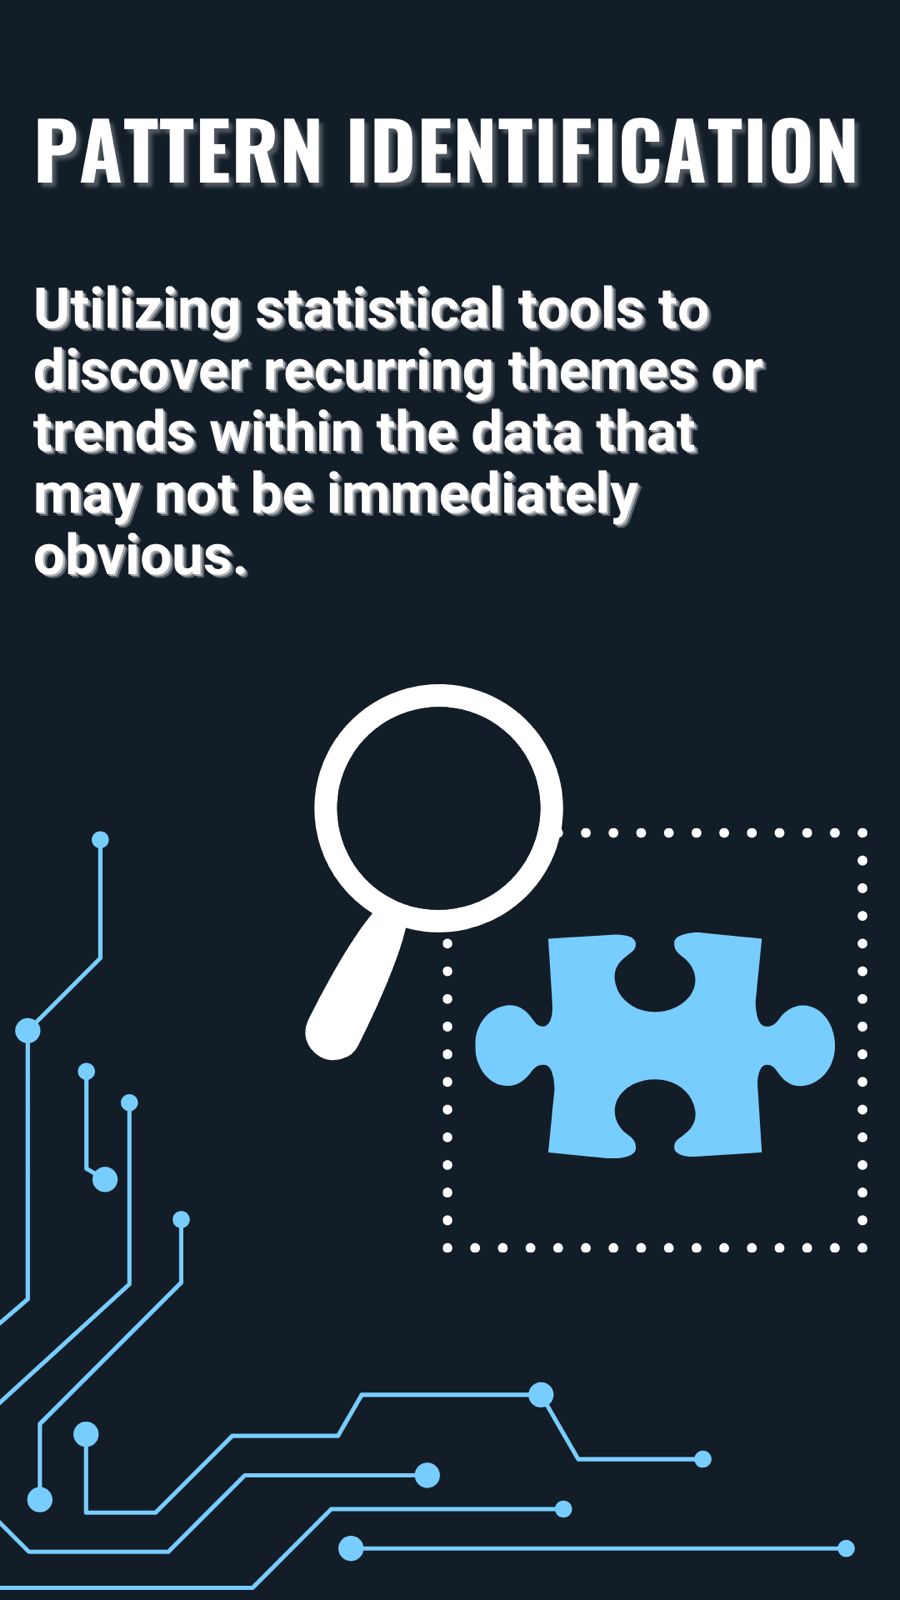 PATTERN IDENTIFICATION
Utilizing statistical tools to
discover recurring themes or
trends within the data that
may not be immediately
obvious.